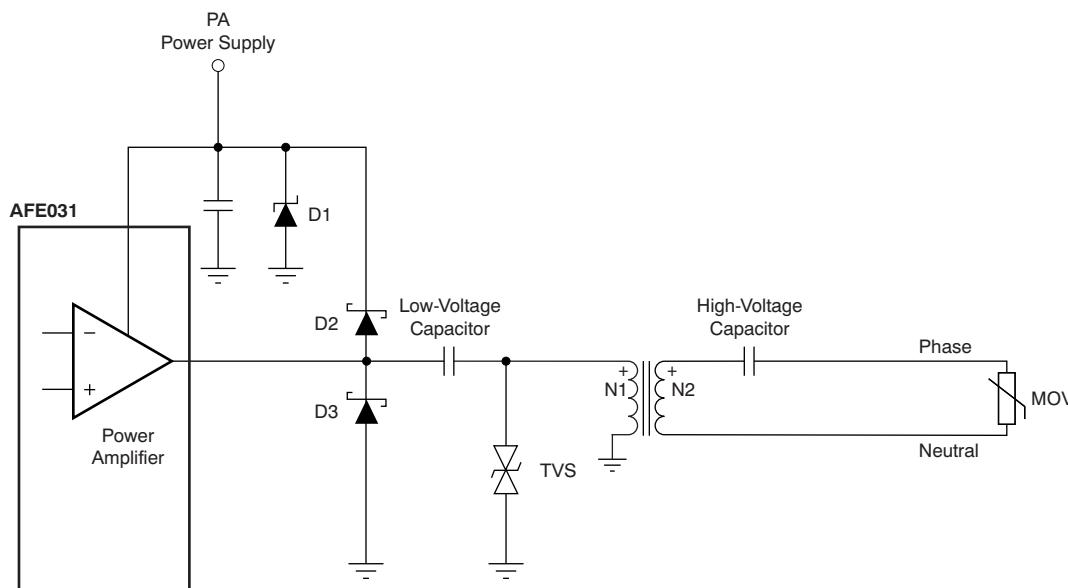 PA
Power Supply
AFE031
D1
D2
Low-Voltage
Capacitor
High-Voltage
Capacitor
Phase
−
+
+
N1
+
N2
MOV
D3
Power
Amplifier
Neutral
TVS